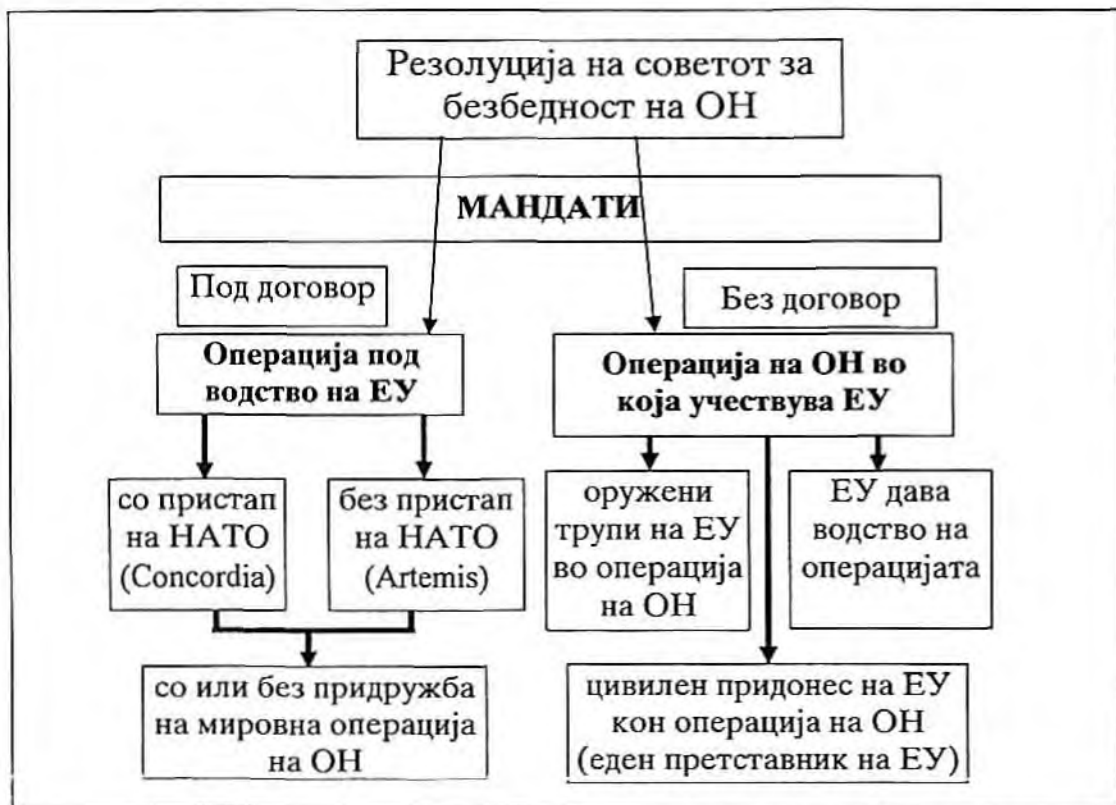 Резолуција на советот за
безбедност на ОН
МАНДАТИ
Под договор
Без договор
Операција под
водство на ЕУ
Операција на ОН во
која учествува ЕУ
со пристап
на НАТО
(Concordia)
без пристап
на НАТО
(Artemis)
оружени
трупи на ЕУ
во операција
на ОН
ЕУ дава
водство на
операцијата
со или без придружба
на мировна операција
на ОН
цивилен придонес на ЕУ
кон операција на ОН
(еден претставник на ЕУ)